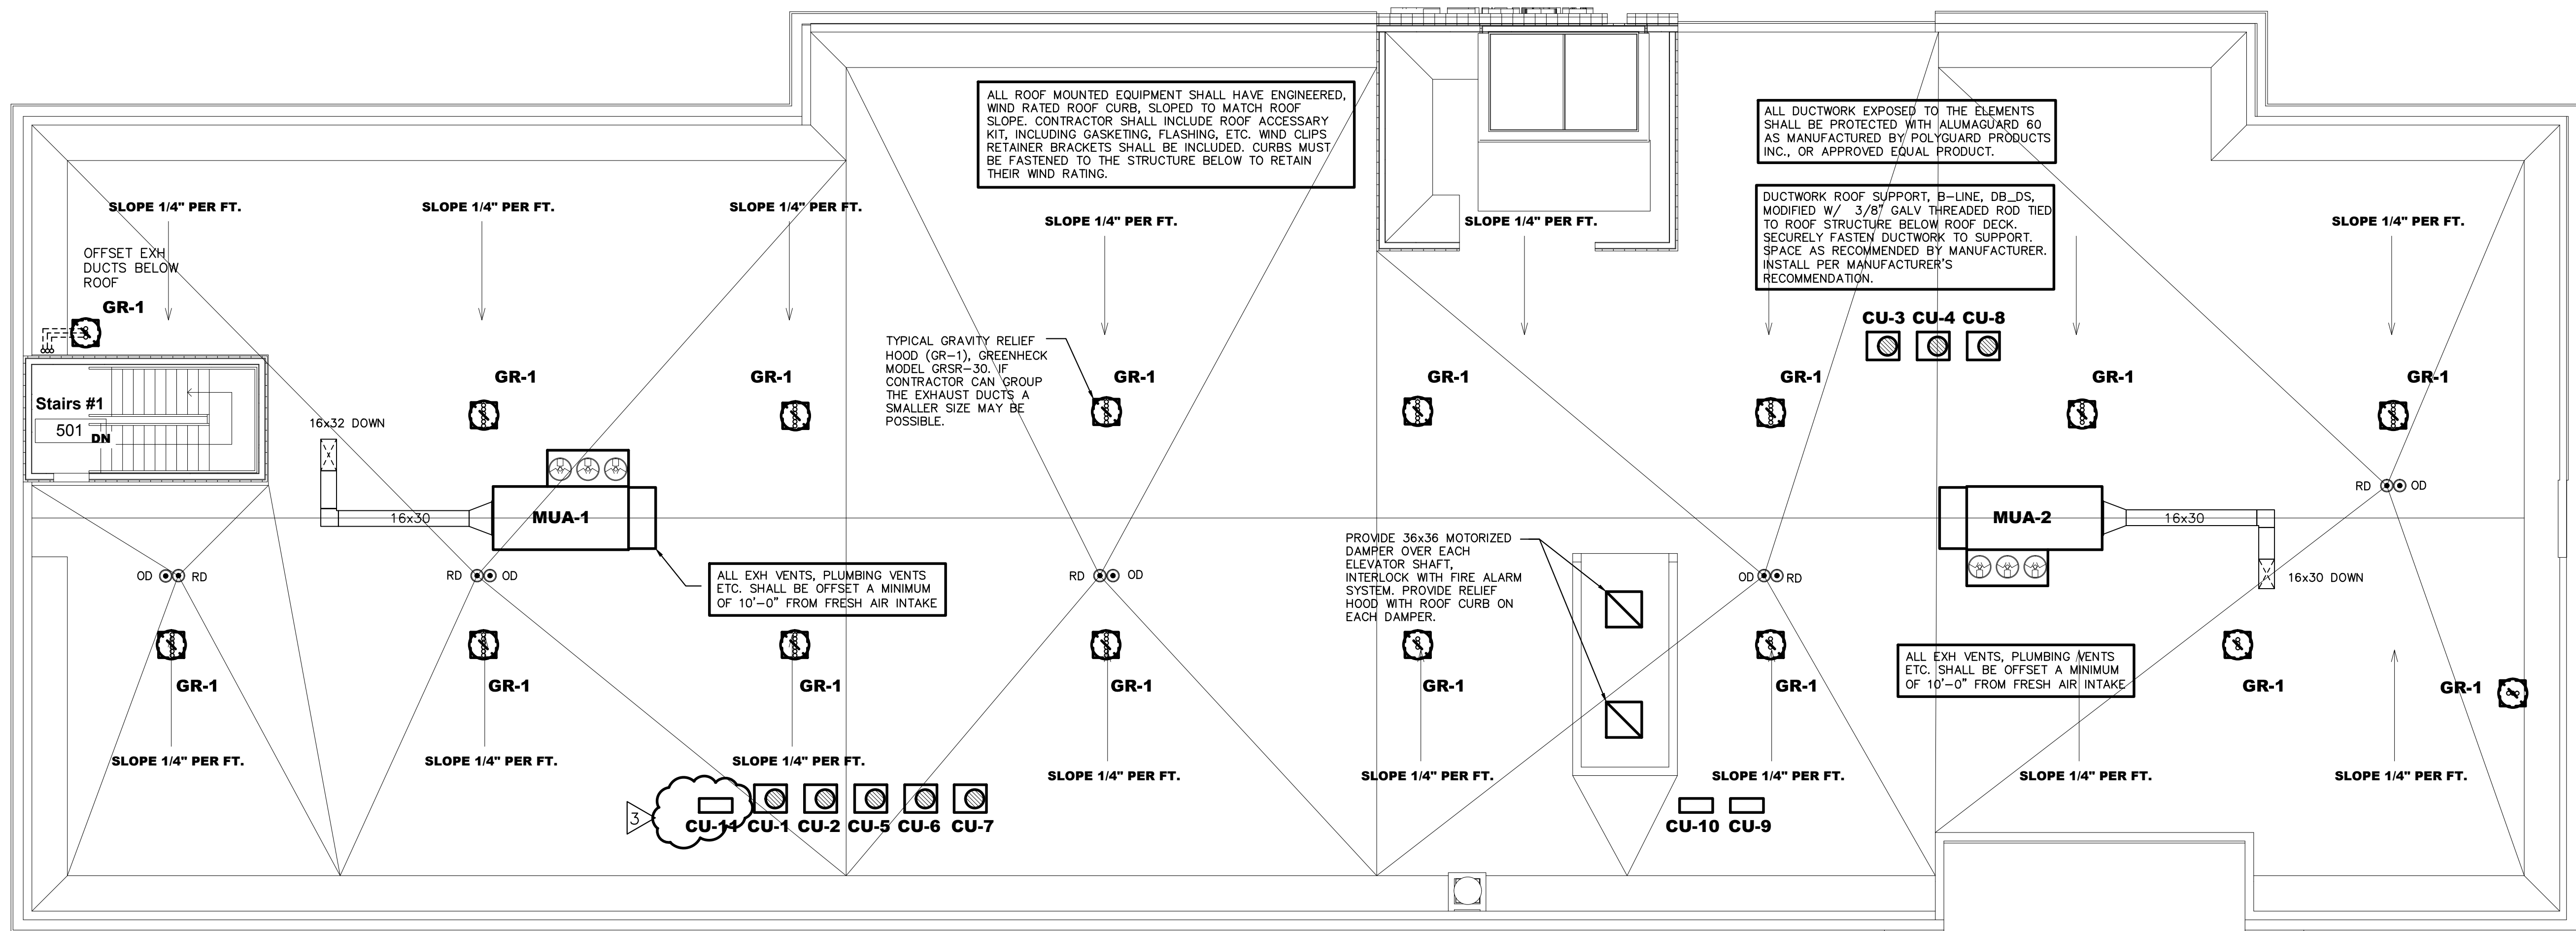 ALL ROOF MOUNTED EQUIPMENT SHALL HAVE ENGINEERED,
WIND RATED ROOF CURB, SLOPED TO MATCH ROOF
SLOPE. CONTRACTOR SHALL INCLUDE ROOF ACCESSARY
KIT, INCLUDING GASKETING, FLASHING, ETC. WIND CLIPS
RETAINER BRACKETS SHALL BE INCLUDED. CURBS MUST
BE FASTENED TO THE STRUCTURE BELOW TO RETAIN
THEIR WIND RATING.
ALL DUCTWORK EXPOSED TO THE ELEMENTS
SHALL BE PROTECTED WITH ALUMAGUARD 60
AS MANUFACTURED BY POLYGUARD PRODUCTS
INC., OR APPROVED EQUAL PRODUCT.
DUCTWORK ROOF SUPPORT, B-LINE, DB_DS,
MODIFIED W/ 3/8" GALV THREADED ROD TIED
TO ROOF STRUCTURE BELOW ROOF DECK.
SECURELY FASTEN DUCTWORK TO SUPPORT.
SPACE AS RECOMMENDED BY MANUFACTURER.
INSTALL PER MANUFACTURER'S
RECOMMENDATION.
SLOPE 1/4" PER FT.
SLOPE 1/4" PER FT.
SLOPE 1/4" PER FT.
SLOPE 1/4" PER FT.
SLOPE 1/4" PER FT.
SLOPE 1/4" PER FT.
OFFSET EXH
DUCTS BELOW
ROOF
GR-1
CU-3
CU-4
CU-8
TYPICAL GRAVITY RELIEF
HOOD (GR-1), GREENHECK
MODEL GRSR-30. IF
CONTRACTOR CAN GROUP
THE EXHAUST DUCTS A
SMALLER SIZE MAY BE
POSSIBLE.
GR-1
GR-1
GR-1
GR-1
GR-1
GR-1
GR-1
Stairs #1
501
DN
16x32 DOWN
16x30
MUA-1
MUA-2
16x30
16x30 DOWN
RD
OD
PROVIDE 36x36 MOTORIZED
DAMPER OVER EACH
ELEVATOR SHAFT,
INTERLOCK WITH FIRE ALARM
SYSTEM. PROVIDE RELIEF
HOOD WITH ROOF CURB ON
EACH DAMPER.
OD
RD
RD
OD
RD
OD
OD
RD
ALL EXH VENTS, PLUMBING VENTS
ETC. SHALL BE OFFSET A MINIMUM
OF 10'-0" FROM FRESH AIR INTAKE
ALL EXH VENTS, PLUMBING VENTS
ETC. SHALL BE OFFSET A MINIMUM
OF 10'-0" FROM FRESH AIR INTAKE
GR-1
GR-1
GR-1
GR-1
GR-1
GR-1
GR-1
GR-1
SLOPE 1/4" PER FT.
SLOPE 1/4" PER FT.
SLOPE 1/4" PER FT.
SLOPE 1/4" PER FT.
SLOPE 1/4" PER FT.
SLOPE 1/4" PER FT.
SLOPE 1/4" PER FT.
SLOPE 1/4" PER FT.
3
CU-11
CU-1
CU-2
CU-5
CU-6
CU-7
CU-10
CU-9